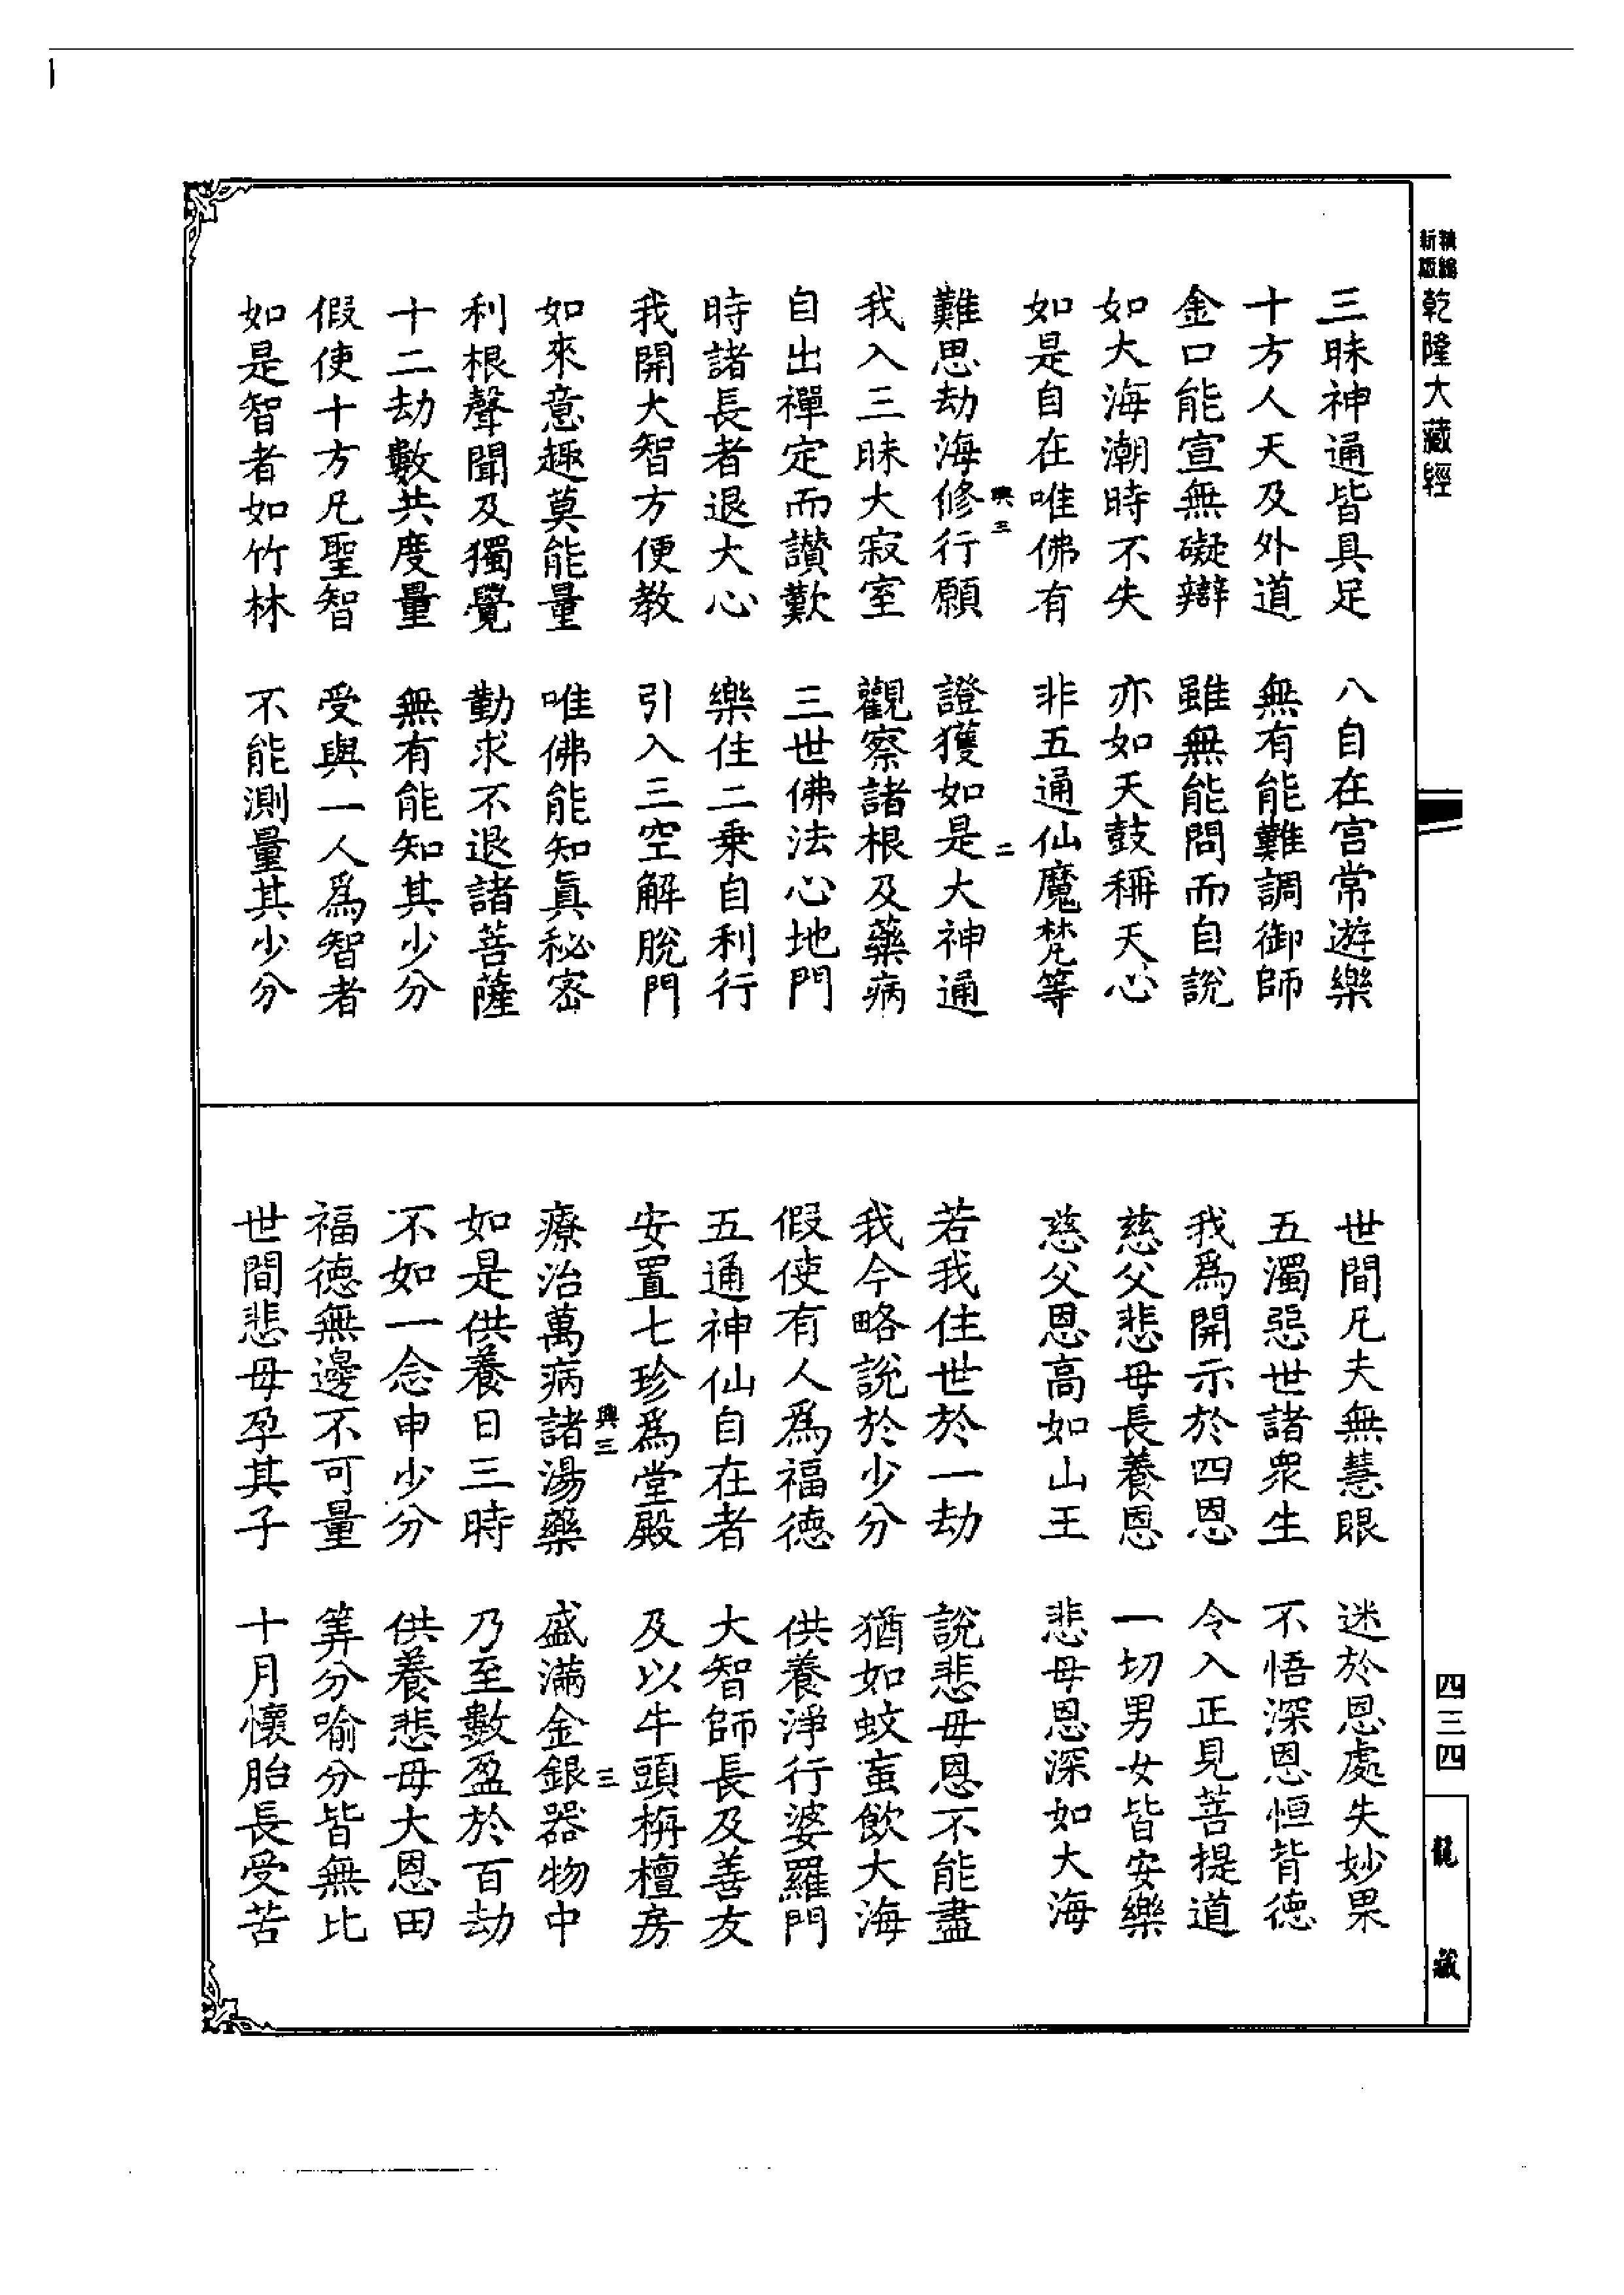 新編
精版
乾隆大藏經
三昧神通皆具足　八自在宮常遊樂
十方人天及外道　無有能難調御師
金口能宣無礙辯　雖無能問而自說
如大海潮時不失　亦如天鼓稱天心
如是自在唯佛有　非五通仙魔梵等
興三　二
難思劫海修行願　證獲如是大神通
我入三昧大寂室　觀察諸根及藥病
自出禪定而讃歎　三世佛法心地門
時諸長者退大心　樂住二乗自利行
我開大智方便教　引入三空解脫門
如來意趣莫能量　唯佛能知眞秘密
利根聲聞及獨覺　勤求不退諸菩薩
十二劫數共度量　無有能知其少分
假使十方凡聖智　受與一人爲智者
如是智者如竹林　不能測量其少分
世間凡夫無慧眼　迷於恩處失妙果
五濁惡世諸衆生　不悟深恩恒背德
我爲開示於四恩　令入正見菩提道
慈父悲母長養恩　一切男女皆安樂
慈父恩高如山王　悲母恩深如大海
若我住世於一劫　說悲母恩不能盡
我今略說於少分　猶如蚊䖟飲大海
假使有人爲福德　供養淨行婆羅門
五通神仙自在者　大智師長及善友
安置七珍爲堂殿　及以牛頭栴檀房
興三　三
療治萬病諸湯藥　盛滿金銀器物中
如是供養日三時　乃至數盈於百劫
不如一念申少分　供養悲母大恩田
福德無邊不可量　筭分喻分皆無比
世間悲母孕其子　十月懷胎長受苦
四三四
龍藏